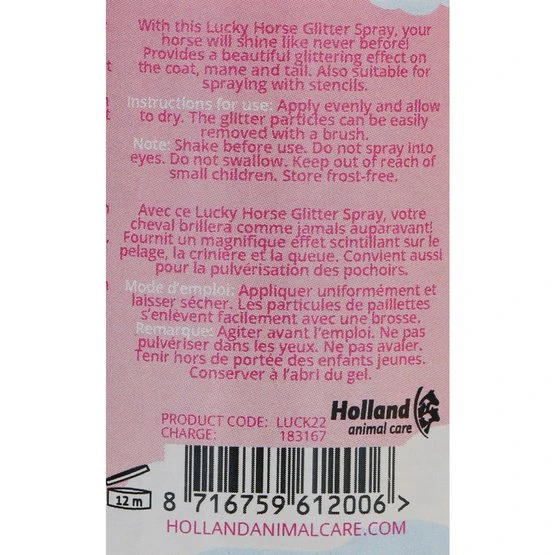 With this Lucky Horse Glitter Spray, your
horse will shine like never before!
Provides a beautiful glittering effect on
the coat, mane and tail. Also suitable for
spraying with stencils.
Instructions for use: Apply evenly and allow
to dry. The glitter particles can be easily
removed with a brush.
Note: Shake before use. Do not spray into
eyes. Do not swallow. Keep out of reach of
small children. Store frost-free.
Avec ce Lucky Horse Glitter Spray, votre
cheval brillera comme jamais auparavant!
Fournit un magnifique effet scintillant sur le
pelage, la crinière et la queue. Convient aussi
pour la pulvérisation des pochoirs.
Mode d'emploi: Appliquer uniformément et
laisser sécher. Les particules de paillettes
s'enlèvent facilement avec une brosse.
Remarque: Agiter avant l'emploi. Ne pas
pulvériser dans les yeux. Ne pas avaler.
Tenir hors de portée des enfants jeunes.
Conserver à l'abri du gel.
PRODUCT CODE: LUCK22
CHARGE: 183167
Holland
animal care
12 m
8 716759 612006 >
HOLLANDANIMALCARE.COM